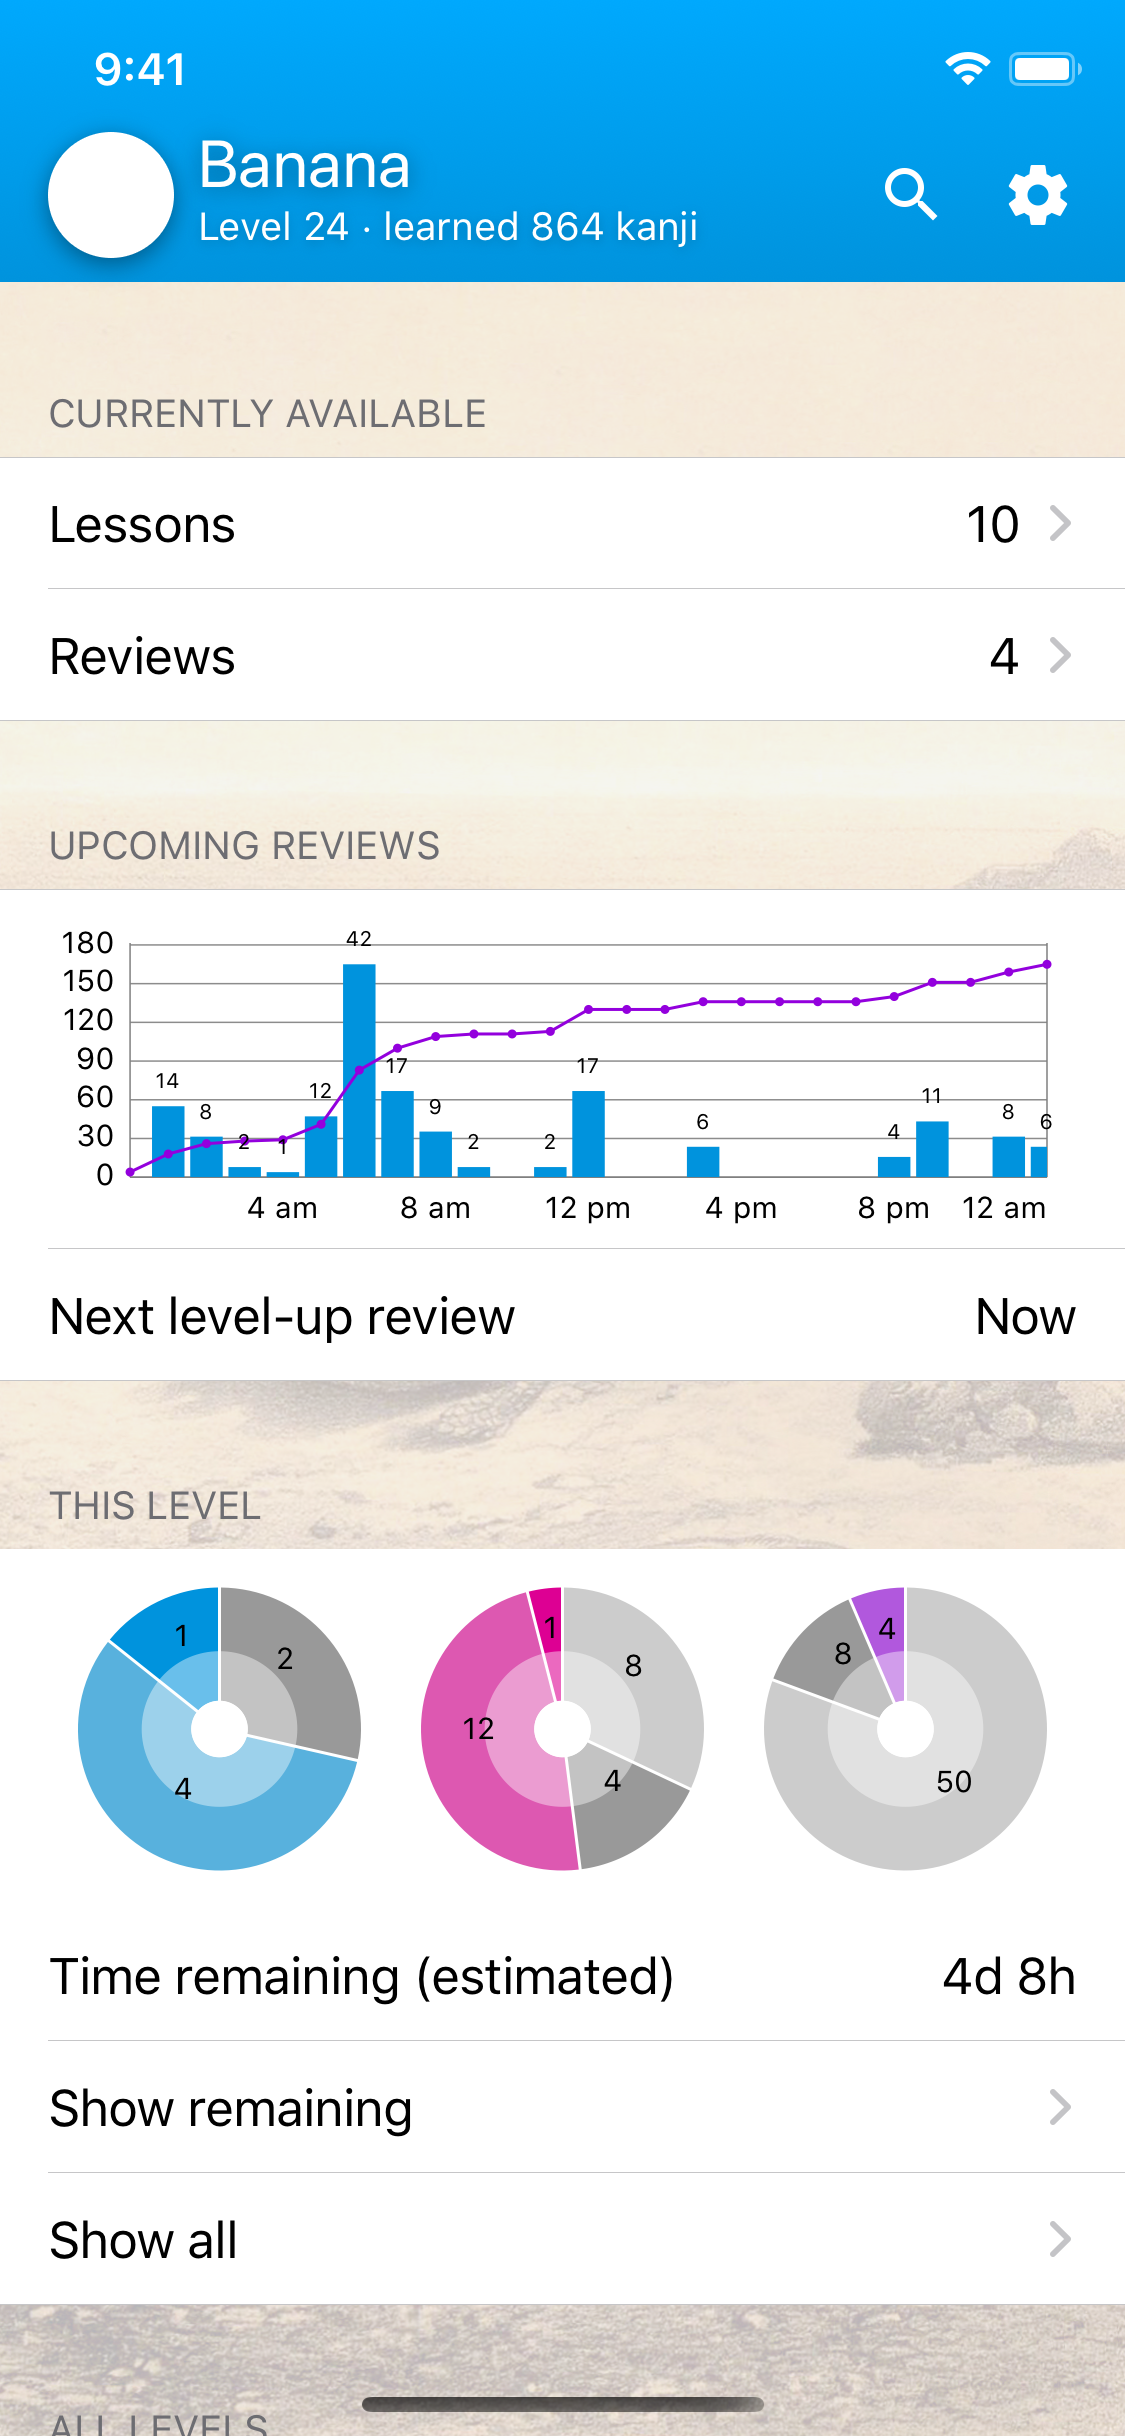 9:41
Banana
Level 24 · learned 864 kanji
CURRENTLY AVAILABLE
Lessons 10
Reviews 4
UPCOMING REVIEWS
180
150
120
90
60
30
0
14
8
2
1
12
42
17
9
2
2
17
6
4
11
8
6
4 am 8 am 12 pm 4 pm 8 pm 12 am
Next level-up review Now
THIS LEVEL
1 2 4
1 8 12 4
4 8 50
Time remaining (estimated) 4d 8h
Show remaining
Show all
ALL LEVELS